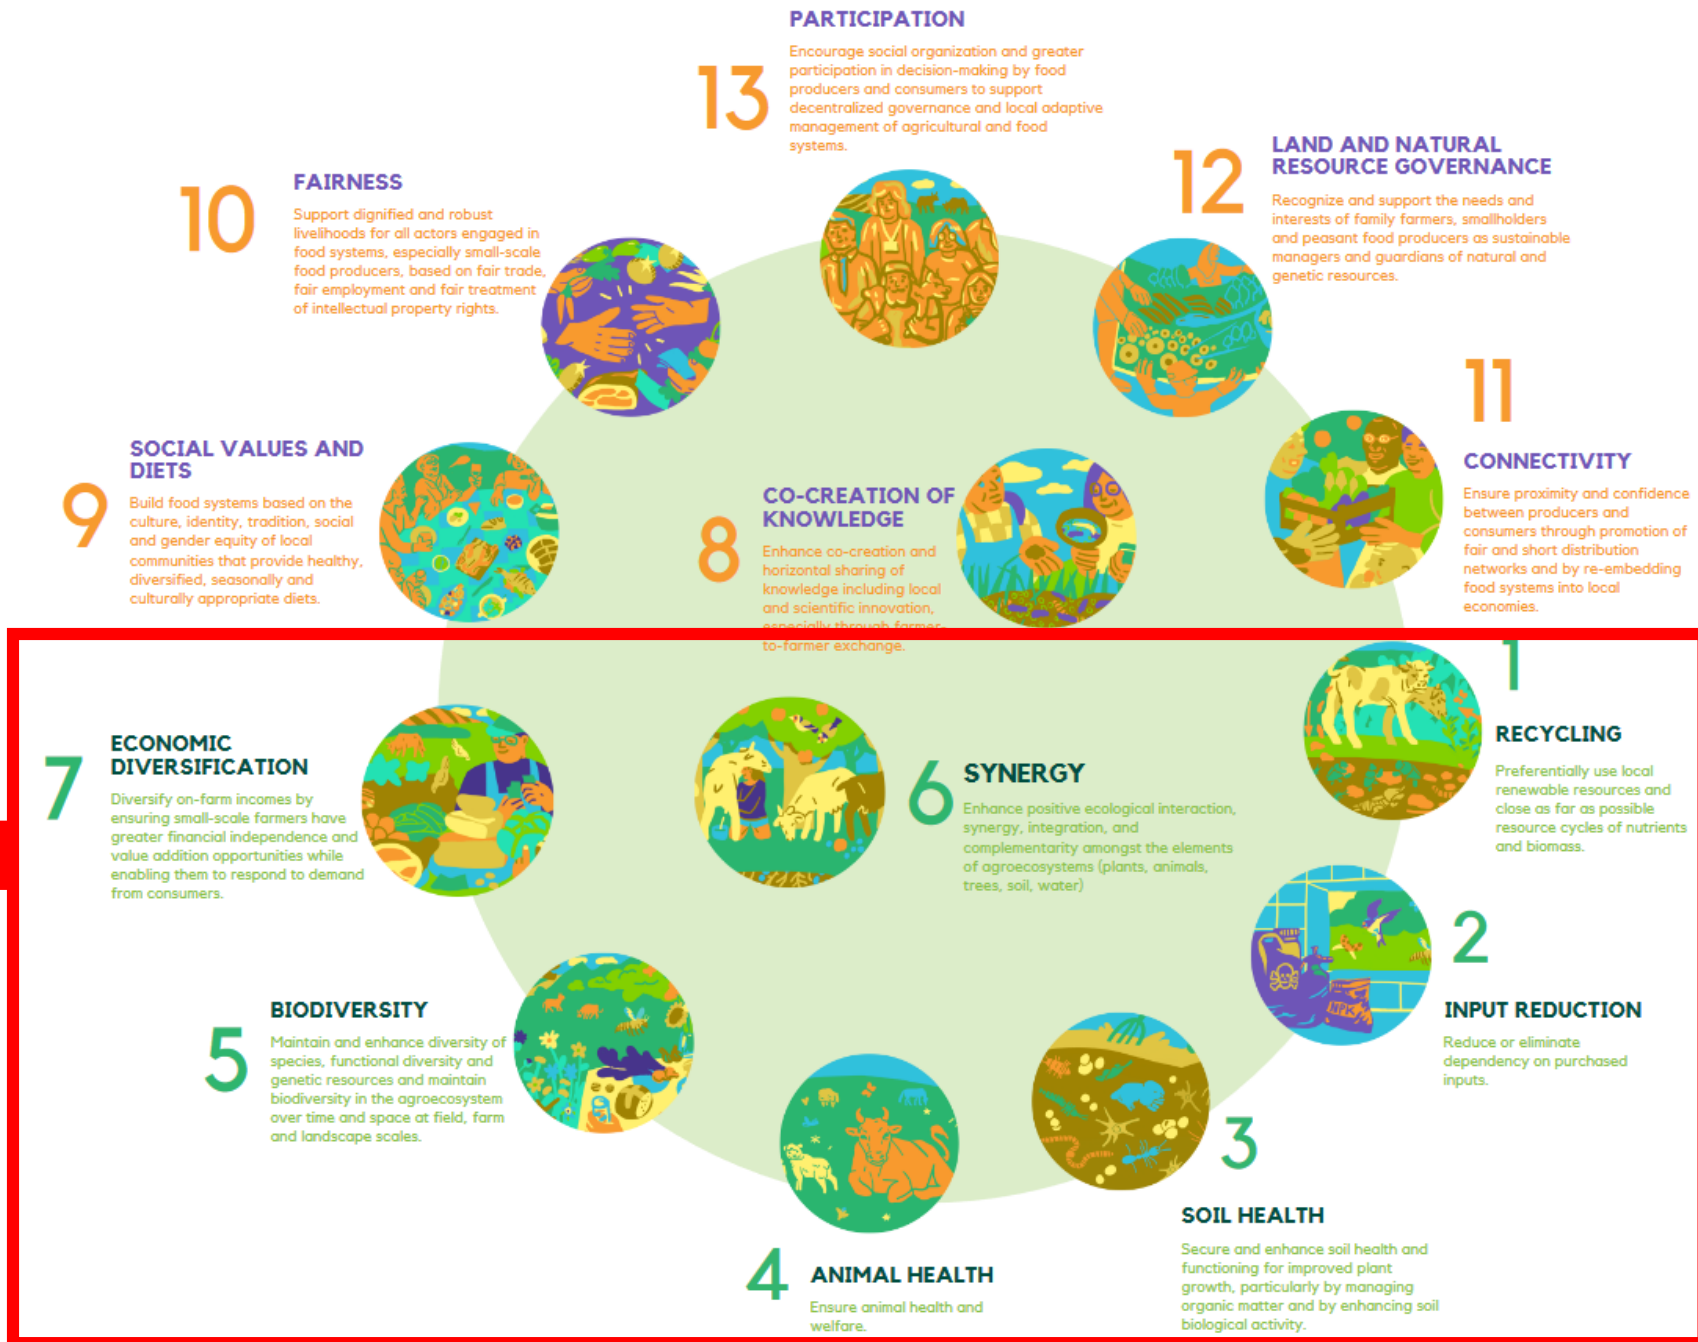 PARTICIPATION
13
Encourage social organization and greater
participation in decision-making by food
producers and consumers to support
decentralized governance and local adaptive
management of agricultural and food
systems.
12
LAND AND NATURAL
RESOURCE GOVERNANCE
Recognize and support the needs and
interests of family farmers, smallholders
and peasant food producers as sustainable
managers and guardians of natural and
genetic resources.
10
FAIRNESS
Support dignified and robust
livelihoods for all actors engaged in
food systems, especially small-scale
food producers, based on fair trade,
fair employment and fair treatment
of intellectual property rights.
11
CONNECTIVITY
Ensure proximity and confidence
between producers and
consumers through promotion of
fair and short distribution
networks and by re-embedding
food systems into local
economies.
9
SOCIAL VALUES AND
DIETS
Build food systems based on the
culture, identity, tradition, social
and gender equity of local
communities that provide healthy,
diversified, seasonally and
culturally appropriate diets.
8
CO-CREATION OF
KNOWLEDGE
Enhance co-creation and
horizontal sharing of
knowledge including local
and scientific innovation,
especially through farmer-
to-farmer exchange.
1
RECYCLING
Preferentially use local
renewable resources and
close as far as possible
resource cycles of nutrients
and biomass.
7
ECONOMIC
DIVERSIFICATION
Diversify on-farm incomes by
ensuring small-scale farmers have
greater financial independence and
value addition opportunities while
enabling them to respond to demand
from consumers.
6
SYNERGY
Enhance positive ecological interaction,
synergy, integration, and
complementarity amongst the elements
of agroecosystems (plants, animals,
trees, soil, water)
2
INPUT REDUCTION
Reduce or eliminate
dependency on purchased
inputs.
NPK
5
BIODIVERSITY
Maintain and enhance diversity of
species, functional diversity and
genetic resources and maintain
biodiversity in the agroecosystem
over time and space at field, farm
and landscape scales.
3
SOIL HEALTH
Secure and enhance soil health and
functioning for improved plant
growth, particularly by managing
organic matter and by enhancing soil
biological activity.
4
ANIMAL HEALTH
Ensure animal health and
welfare.